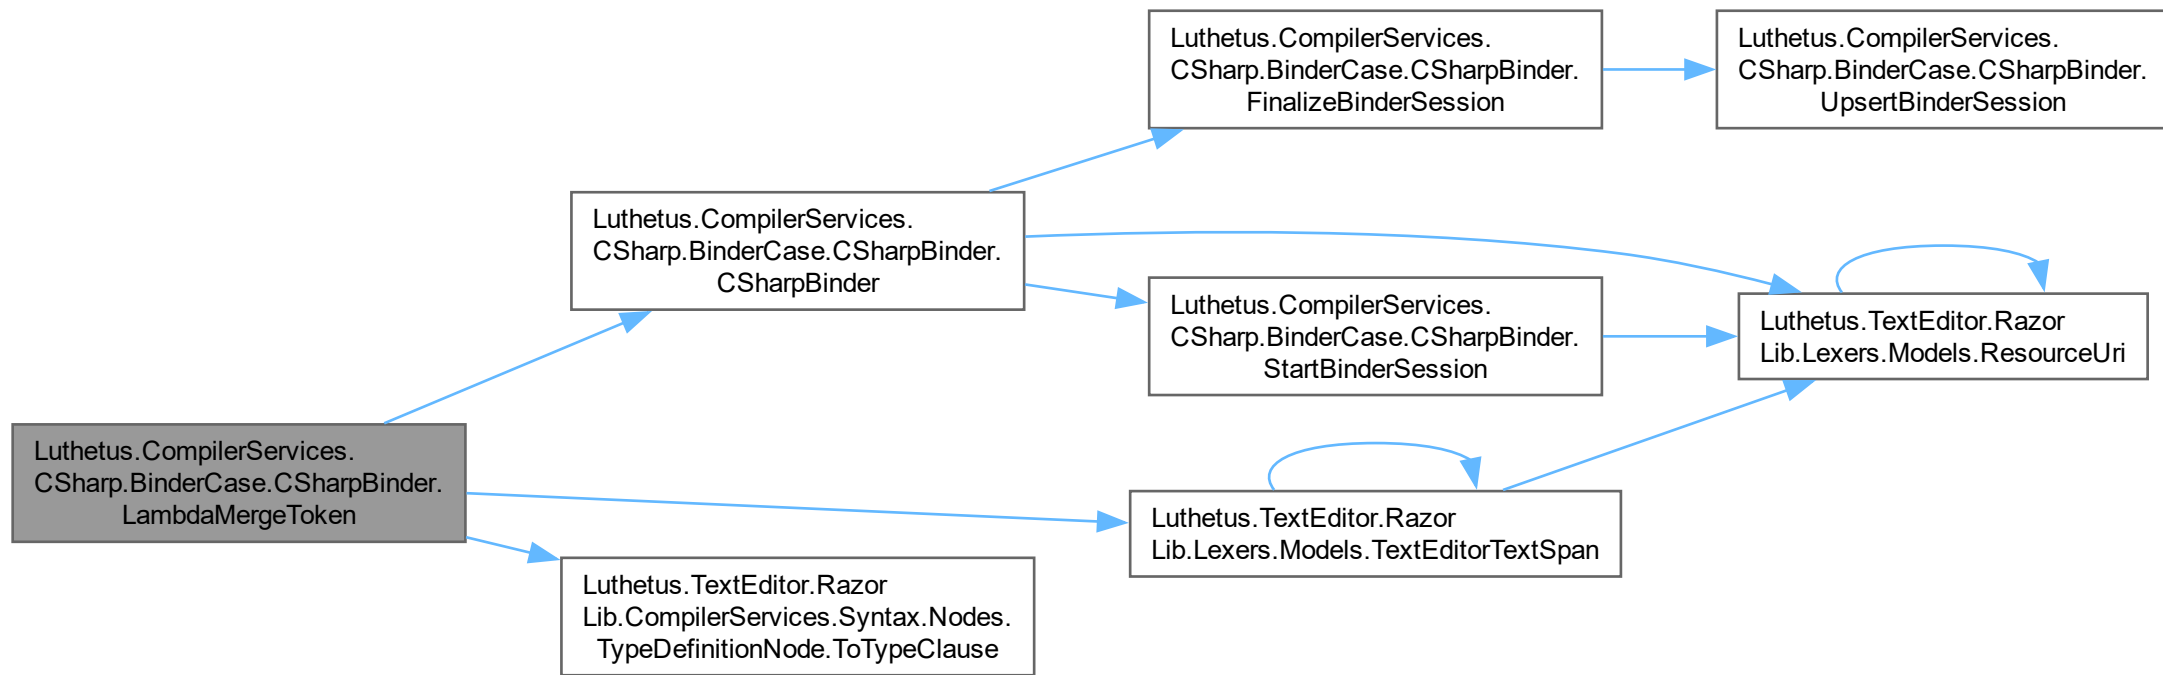 Luthetus.CompilerServices.
CSharp.BinderCase.CSharpBinder.
LambdaMergeToken
Luthetus.CompilerServices.
CSharp.BinderCase.CSharpBinder.
CSharpBinder
Luthetus.CompilerServices.
CSharp.BinderCase.CSharpBinder.
FinalizeBinderSession
Luthetus.CompilerServices.
CSharp.BinderCase.CSharpBinder.
UpsertBinderSession
Luthetus.CompilerServices.
CSharp.BinderCase.CSharpBinder.
StartBinderSession
Luthetus.TextEditor.Razor
Lib.Lexers.Models.ResourceUri
Luthetus.TextEditor.Razor
Lib.Lexers.Models.TextEditorTextSpan
Luthetus.TextEditor.Razor
Lib.CompilerServices.Syntax.Nodes.
TypeDefinitionNode.ToTypeClause